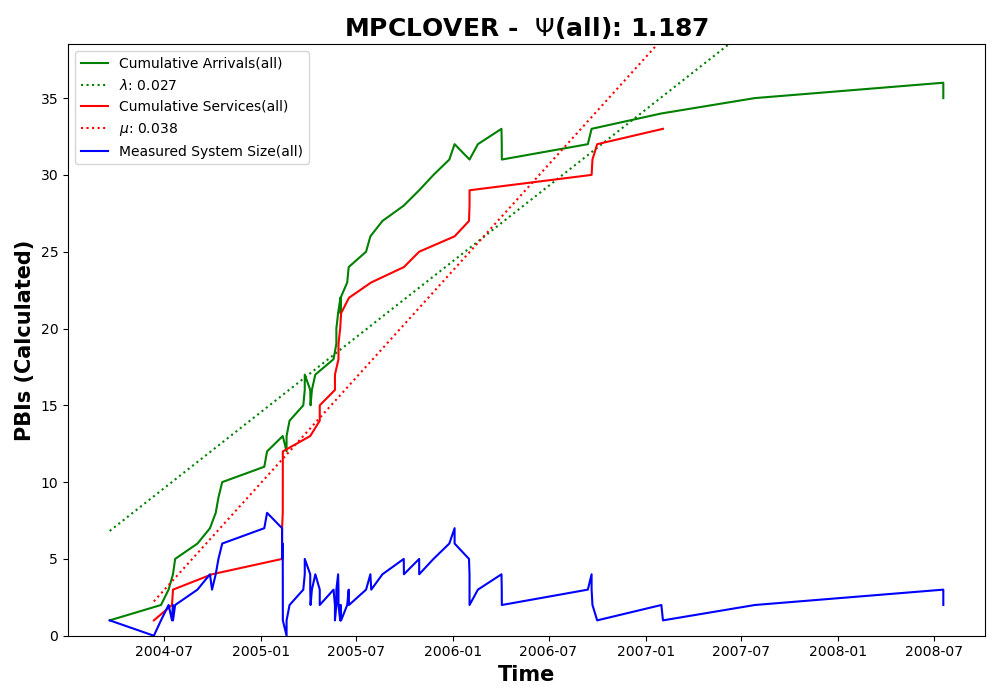 MPCLOVER - Ψ(all): 1.187
Cumulative Arrivals(all)
λ: 0.027
Cumulative Services(all)
μ: 0.038
Measured System Size(all)
PBIs (Calculated)
35
30
25
20
15
10
5
0
2004-07 2005-01 2005-07 2006-01 2006-07 2007-01 2007-07 2008-01 2008-07
Time